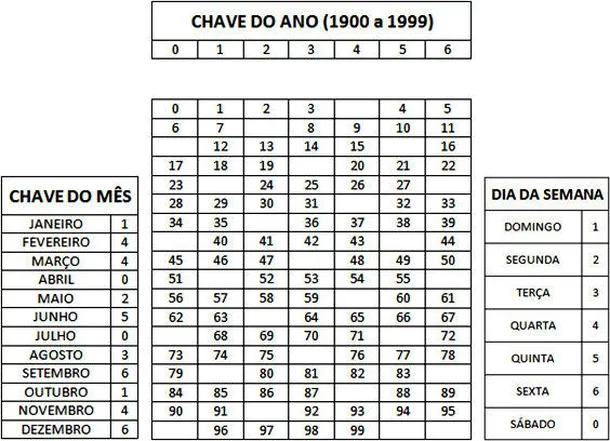 CHAVE DO ANO (1900 a 1999)
0 1 2 3 4 5 6
0 1 2 3 4 5
6 7 8 9 10 11
12 13 14 15 16
17 18 19 20 21 22
23 24 25 26 27
28 29 30 31 32 33
34 35 36 37 38 39
40 41 42 43 44
45 46 47 48 49 50
51 52 53 54 55
56 57 58 59 60 61
62 63 64 65 66 67
68 69 70 71 72
73 74 75 76 77 78
79 80 81 82 83
84 85 86 87 88 89
90 91 92 93 94 95
96 97 98 99
CHAVE DO MÊS
JANEIRO 1
FEVEREIRO 4
MARÇO 4
ABRIL 0
MAIO 2
JUNHO 5
JULHO 0
AGOSTO 3
SETEMBRO 6
OUTUBRO 1
NOVEMBRO 4
DEZEMBRO 6
DIA DA SEMANA
DOMINGO 1
SEGUNDA 2
TERÇA 3
QUARTA 4
QUINTA 5
SEXTA 6
SÁBADO 0